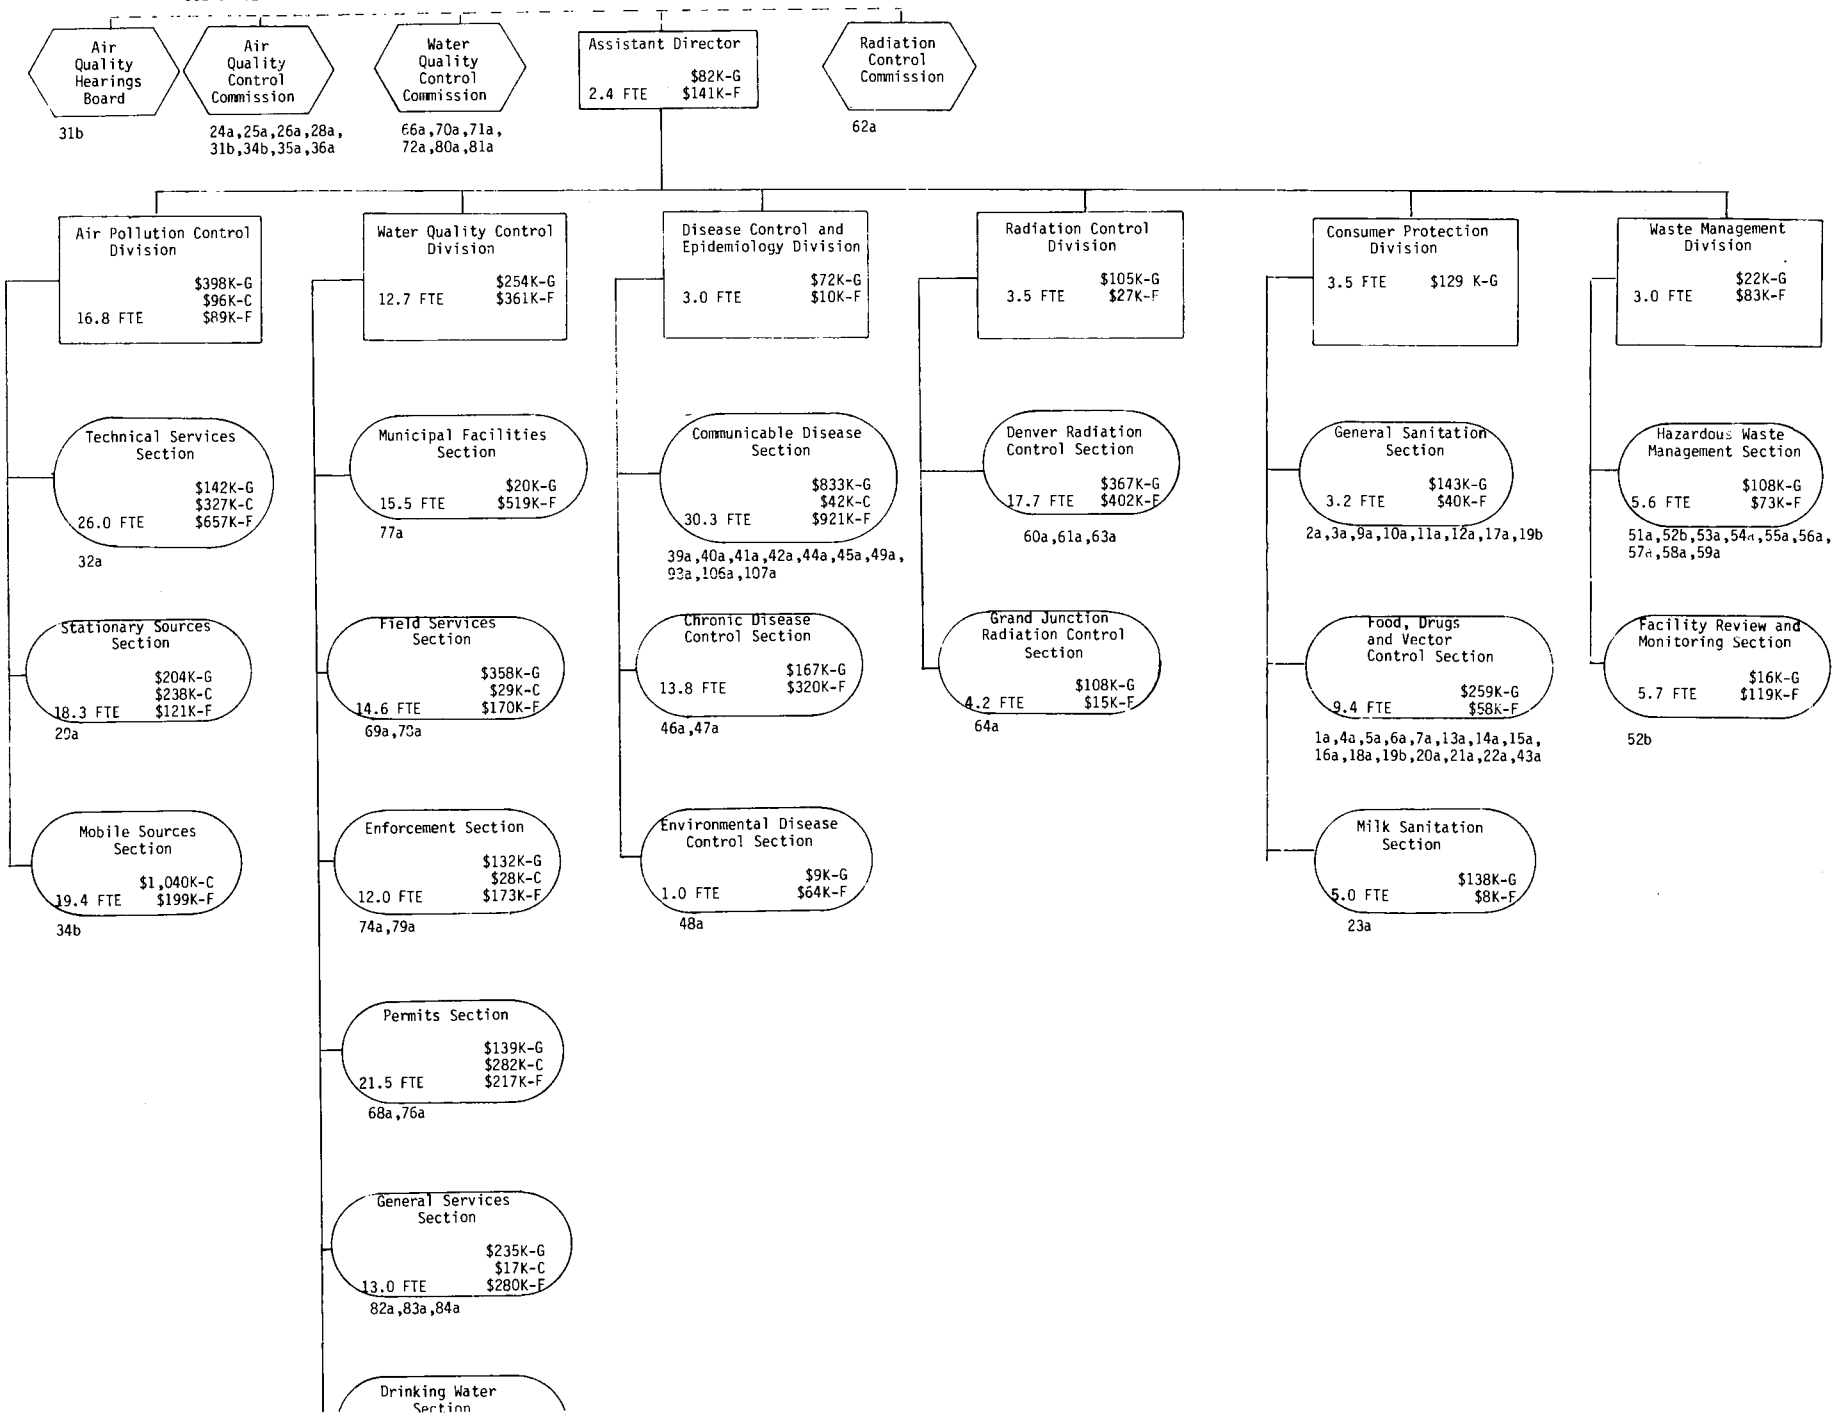 Air
Quality
Hearings
Board
31b
Air
Quality
Control
Commission
24a,25a,26a,28a,
31b,34b,35a,36a
Water
Quality
Control
Commission
66a,70a,71a,
72a,80a,81a
Assistant Director
$82K-G
2.4 FTE $141K-F
Radiation
Control
Commission
62a
Air Pollution Control
Division
$398K-G
$96K-C
16.8 FTE $89K-F
Technical Services
Section
$142K-G
$327K-C
26.0 FTE $657K-F
32a
Stationary Sources
Section
$204K-G
$238K-C
18.3 FTE $121K-F
Mobile Sources
Section
$1,040K-C
19.4 FTE $199K-F
34b
Water Quality Control
Division
$254K-G
12.7 FTE $361K-F
Municipal Facilities
Section
$20K-G
15.5 FTE $519K-F
77a
Field Services
Section
$358K-G
$29K-C
14.6 FTE $170K-F
69a,
Enforcement Section
$132K-G
$28K-C
12.0 FTE $173K-F
74a,79a
Permits Section
$139K-G
$282K-C
21.5 FTE $217K-F
68a,76a
General Services
Section
$235K-G
$17K-C
13.0 FTE $280K-F
82a,83a,84a
Drinking Water
Section
Disease Control and
Epidemiology Division
$72K-G
3.0 FTE $10K-F
Communicable Disease
Section
$833K-G
$42K-C
30.3 FTE $921K-F
39a,40a,41a,42a,44a,45a,49a,
93a,106a,107a
Chronic Disease
Control Section
$167K-G
13.8 FTE $320K-F
46a,47a
Environmental Disease
Control Section
$9K-G
1.0 FTE $64K-F
48a
Radiation Control
Division
$105K-G
3.5 FTE $27K-F
Denver Radiation
Control Section
$367K-G
17.7 FTE $402K-F
60a,61a,63a
Grand Junction
Radiation Control
Section
$108K-G
4.2 FTE $15K-F
64a
Consumer Protection
Division
3.5 FTE $129 K-G
General Sanitation
Section
$143K-G
3.2 FTE $40K-F
2a,3a,9a,10a,11a,12a,17a,19b
Food, Drugs
and Vector
Control Section
$259K-G
9.4 FTE $58K-F
1a,4a,5a,6a,7a,13a,14a,15a,
16a,18a,19b,20a,21a,22a,43a
Milk Sanitation
Section
$138K-G
5.0 FTE $8K-F
23a
Waste Management
Division
$22K-G
3.0 FTE $83K-F
Hazardous Waste
Management Section
$108K-G
5.6 FTE $73K-F
51a,52b,53a,54a,55a,56a,
57a,58a,59a
Facility Review and
Monitoring Section
$16K-G
5.7 FTE $119K-F
52b